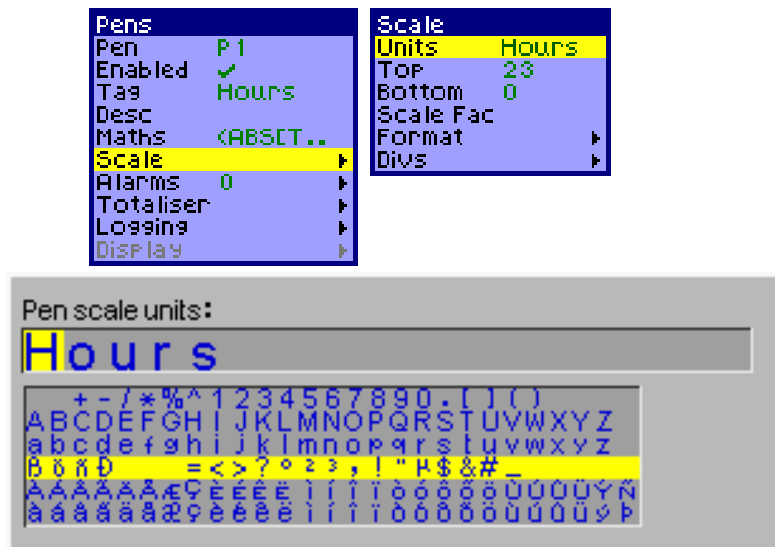 Pens
Pen P1
Enabled ✓
Tag Hours
Desc
Maths (ABS[T..
Scale
Alarms 0
Totaliser
Logging
Display
Scale
Units Hours
Top 23
Bottom 0
Scale Fac
Format
Divs
Pen scale units:
Hours
+ - / * % ^ 1 2 3 4 5 6 7 8 9 0 . [ ] ( )
A B C D E F G H I J K L M N O P Q R S T U V W X Y Z
a b c d e f g h i j k l m n o p q r s t u v w x y z
= < > ? ° ² ³ , ! " µ $ & # _